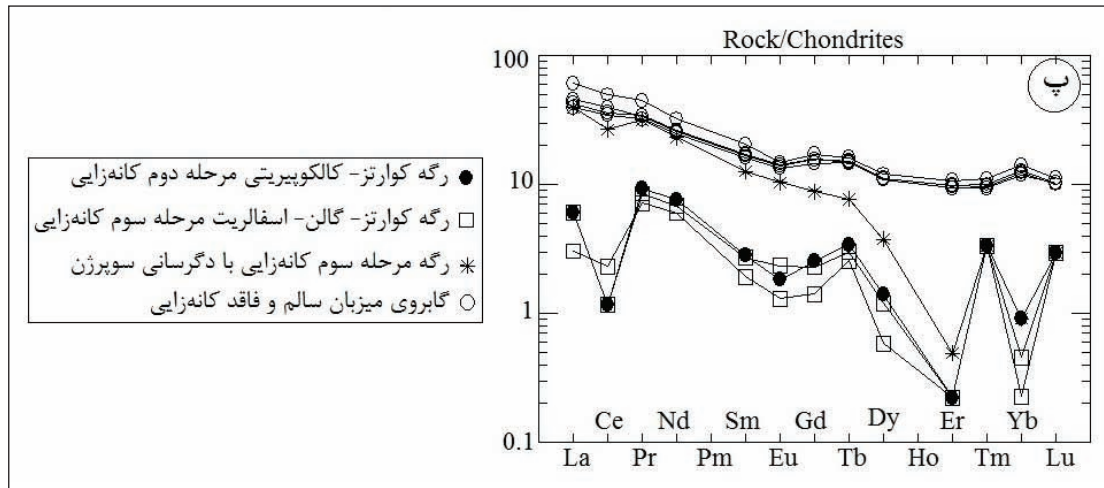 Rock/Chondrites
پ
100
10
1
0.1
رگه کوارتز- کالکوپیریتی مرحله دوم کانه‌زایی
رگه کوارتز- گالن- اسفالریت مرحله سوم کانه‌زایی
رگه مرحله سوم کانه‌زایی با دگرسانی سوپرژن
گابروی میزبان سالم و فاقد کانه‌زایی
Ce Nd Sm Gd Dy Er Yb
La Pr Pm Eu Tb Ho Tm Lu